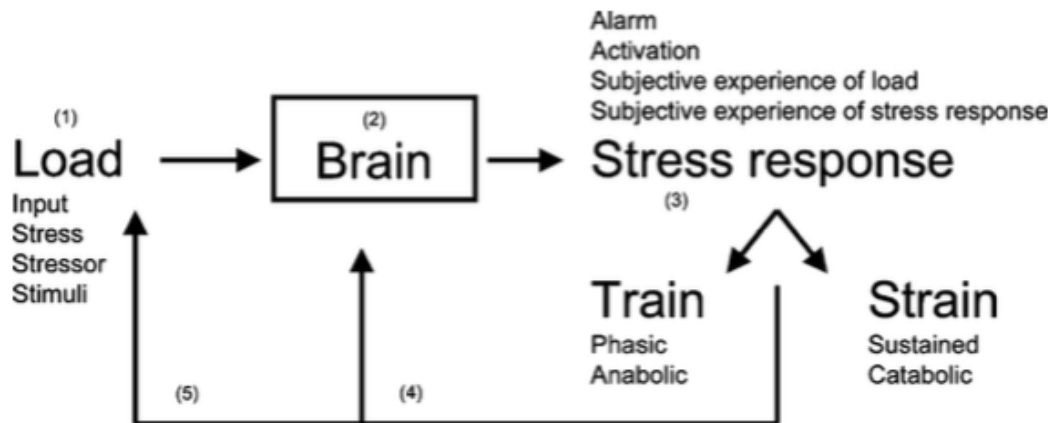 Alarm
Activation
Subjective experience of load
Subjective experience of stress response
(1)
Load
Input
Stress
Stressor
Stimuli
(2)
Brain
Stress response
(3)
Train
Phasic
Anabolic
Strain
Sustained
Catabolic
(5)
(4)